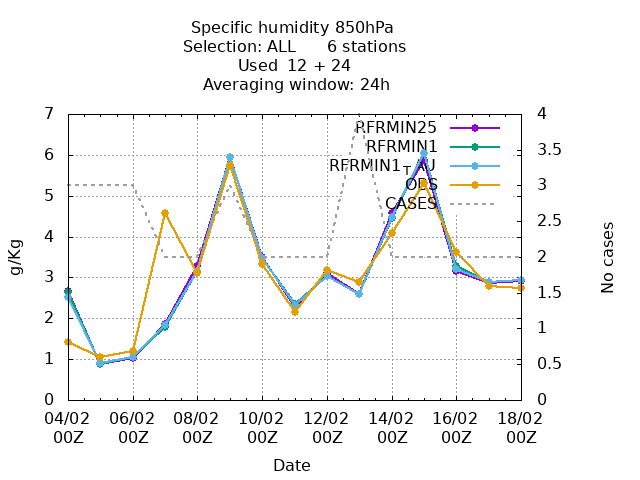 Specific humidity 850hPa
Selection: ALL 6 stations
Used 12 + 24
Averaging window: 24h
7
6
5
4
3
2
1
0
g/Kg
4
3.5
3
2.5
2
1.5
1
0.5
0
No cases
RFRMIN25
RFRMIN1
RFRMIN1_AU
OBS
CASES
04/02 06/02 08/02 10/02 12/02 14/02 16/02 18/02
00Z 00Z 00Z 00Z 00Z 00Z 00Z 00Z
Date